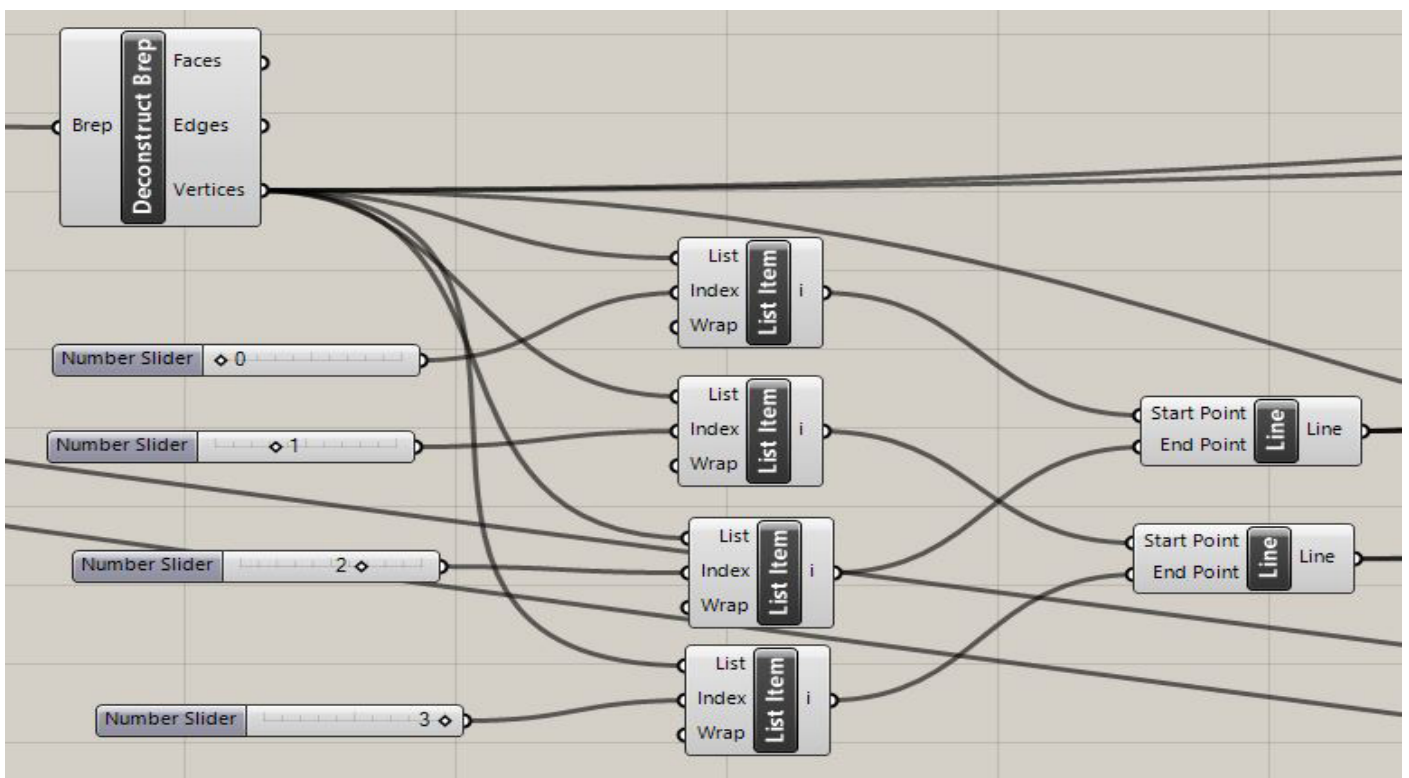 Brep
Deconstruct Brep
Faces
Edges
Vertices
List
Index
Wrap
List Item
i
Number Slider
0
List
Index
Wrap
List Item
i
Start Point
End Point
Line
Line
Number Slider
1
List
Index
Wrap
List Item
i
Start Point
End Point
Line
Line
Number Slider
2
List
Index
Wrap
List Item
i
Number Slider
3